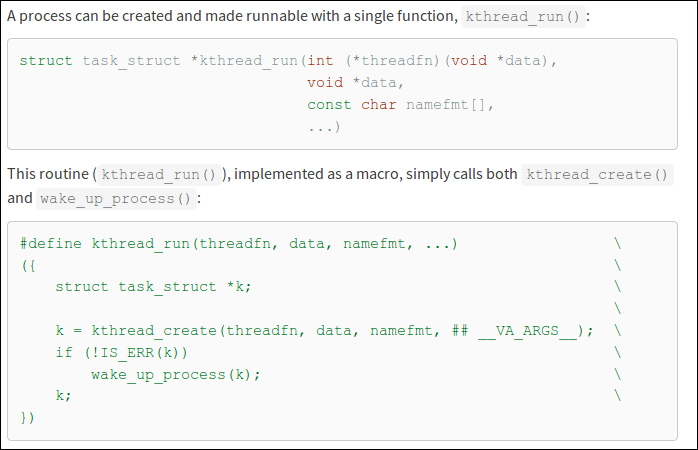 A process can be created and made runnable with a single function, kthread_run() :
struct task_struct *kthread_run(int (*threadfn)(void *data),
                                void *data,
                                const char namefmt[],
                                ...)
This routine ( kthread_run() ), implemented as a macro, simply calls both kthread_create()
and wake_up_process() :
#define kthread_run(threadfn, data, namefmt, ...)                 \
({                                                                \
    struct task_struct *k;                                        \
                                                                  \
    k = kthread_create(threadfn, data, namefmt, ## __VA_ARGS__);  \
    if (!IS_ERR(k))                                               \
        wake_up_process(k);                                       \
    k;                                                            \
})